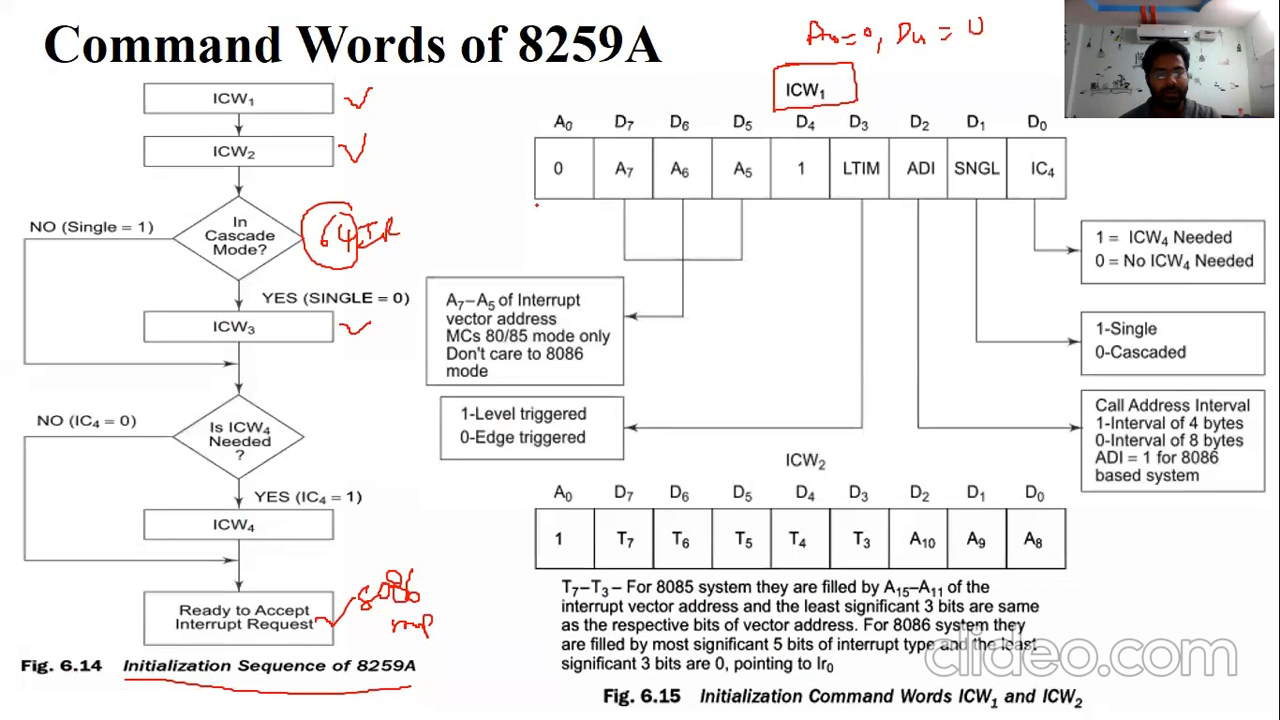 Command Words of 8259A
A₀=0, D₄ = 0
ICW₁
ICW₂
In
Cascade
Mode?
64 IR
NO (Single = 1)
YES (SINGLE = 0)
ICW₃
NO (IC₄ = 0)
Is ICW₄
Needed
?
YES (IC₄ = 1)
ICW₄
Ready to Accept
Interrupt Request
8086
mp
Fig. 6.14 Initialization Sequence of 8259A
ICW₁
A₀ D₇ D₆ D₅ D₄ D₃ D₂ D₁ D₀
0 A₇ A₆ A₅ 1 LTIM ADI SNGL IC₄
1 = ICW₄ Needed
0 = No ICW₄ Needed
A₇–A₅ of Interrupt
vector address
MCs 80/85 mode only
Don't care to 8086
mode
1-Single
0-Cascaded
1-Level triggered
0-Edge triggered
Call Address Interval
1-Interval of 4 bytes
0-Interval of 8 bytes
ADI = 1 for 8086
based system
ICW₂
A₀ D₇ D₆ D₅ D₄ D₃ D₂ D₁ D₀
1 T₇ T₆ T₅ T₄ T₃ A₁₀ A₉ A₈
T₇–T₃– For 8085 system they are filled by A₁₅–A₁₁ of the
interrupt vector address and the least significant 3 bits are same
as the respective bits of vector address. For 8086 system they
are filled by most significant 5 bits of interrupt type and the least
significant 3 bits are 0, pointing to Ir₀
clideo.com
Fig. 6.15 Initialization Command Words ICW₁ and ICW₂